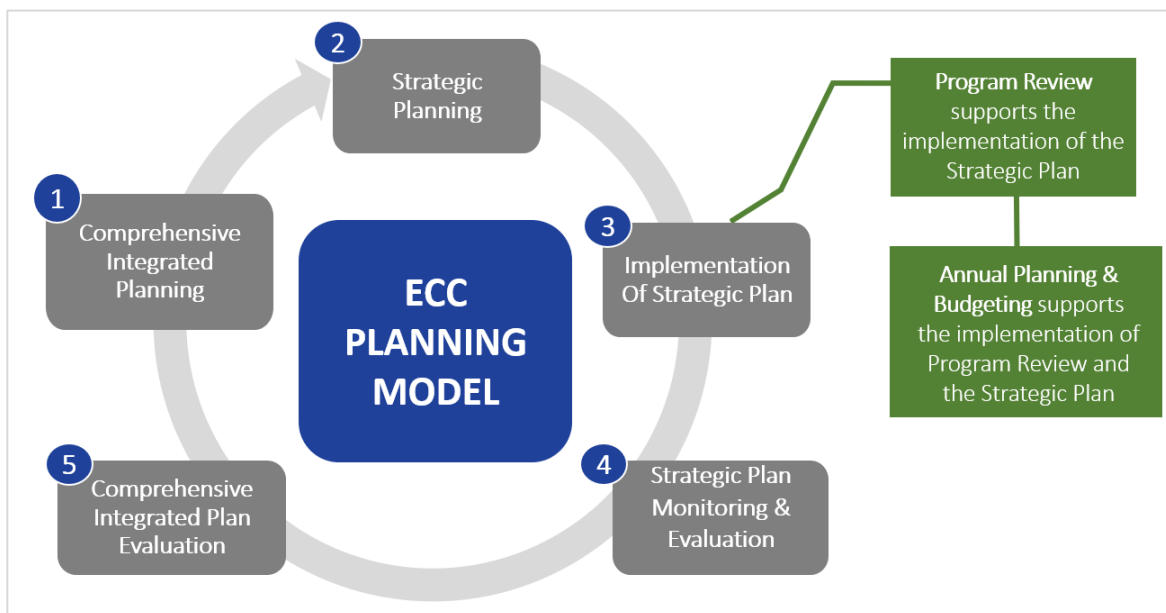 2
Strategic
Planning
1
Comprehensive
Integrated
Planning
3
Implementation
Of Strategic Plan
ECC
PLANNING
MODEL
5
Comprehensive
Integrated Plan
Evaluation
4
Strategic Plan
Monitoring &
Evaluation
Program Review
supports the
implementation of the
Strategic Plan
Annual Planning &
Budgeting supports
the implementation of
Program Review and
the Strategic Plan